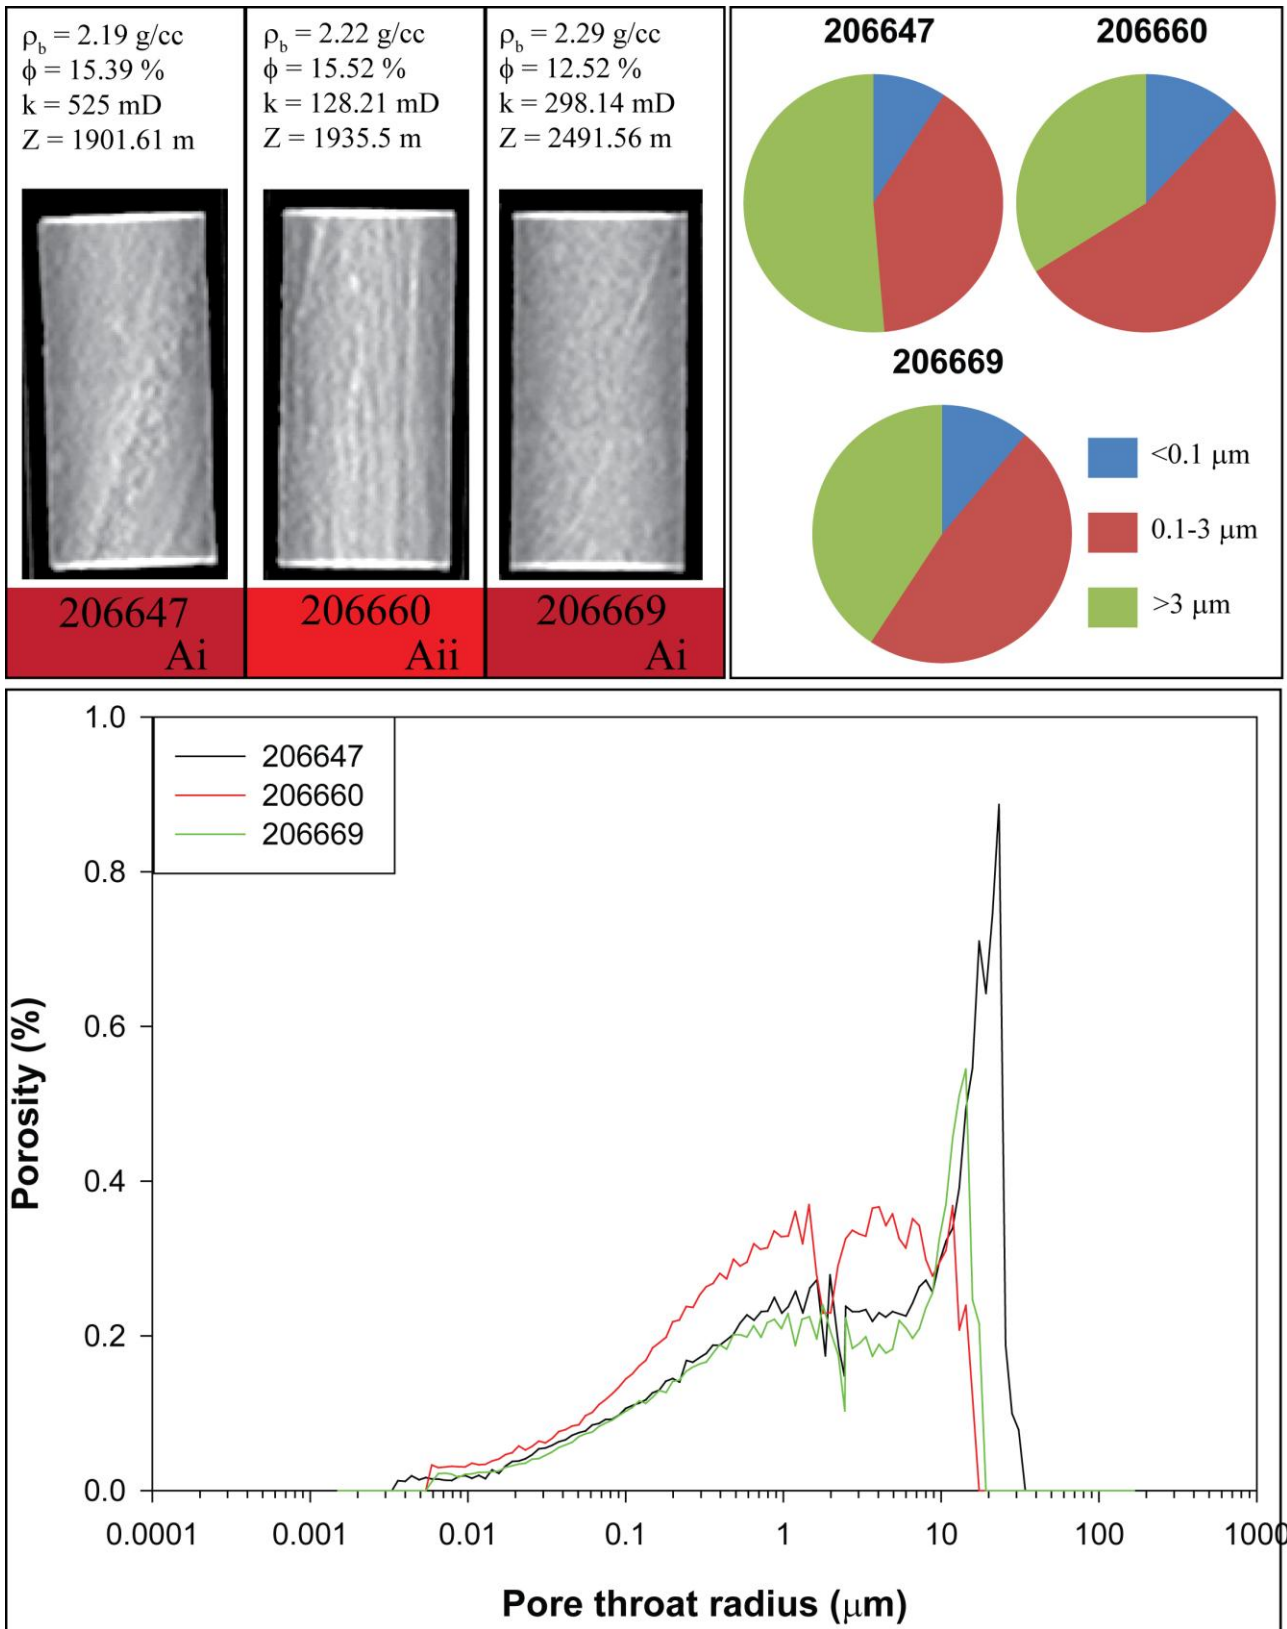 ρb = 2.19 g/cc
ϕ = 15.39 %
k = 525 mD
Z = 1901.61 m
ρb = 2.22 g/cc
ϕ = 15.52 %
k = 128.21 mD
Z = 1935.5 m
ρb = 2.29 g/cc
ϕ = 12.52 %
k = 298.14 mD
Z = 2491.56 m
206647
Ai
206660
Aii
206669
Ai
206647
206660
206669
<0.1 μm
0.1-3 μm
>3 μm
206647
206660
206669
1.0
0.8
0.6
0.4
0.2
0.0
Porosity (%)
0.0001
0.001
0.01
0.1
1
10
100
1000
Pore throat radius (μm)